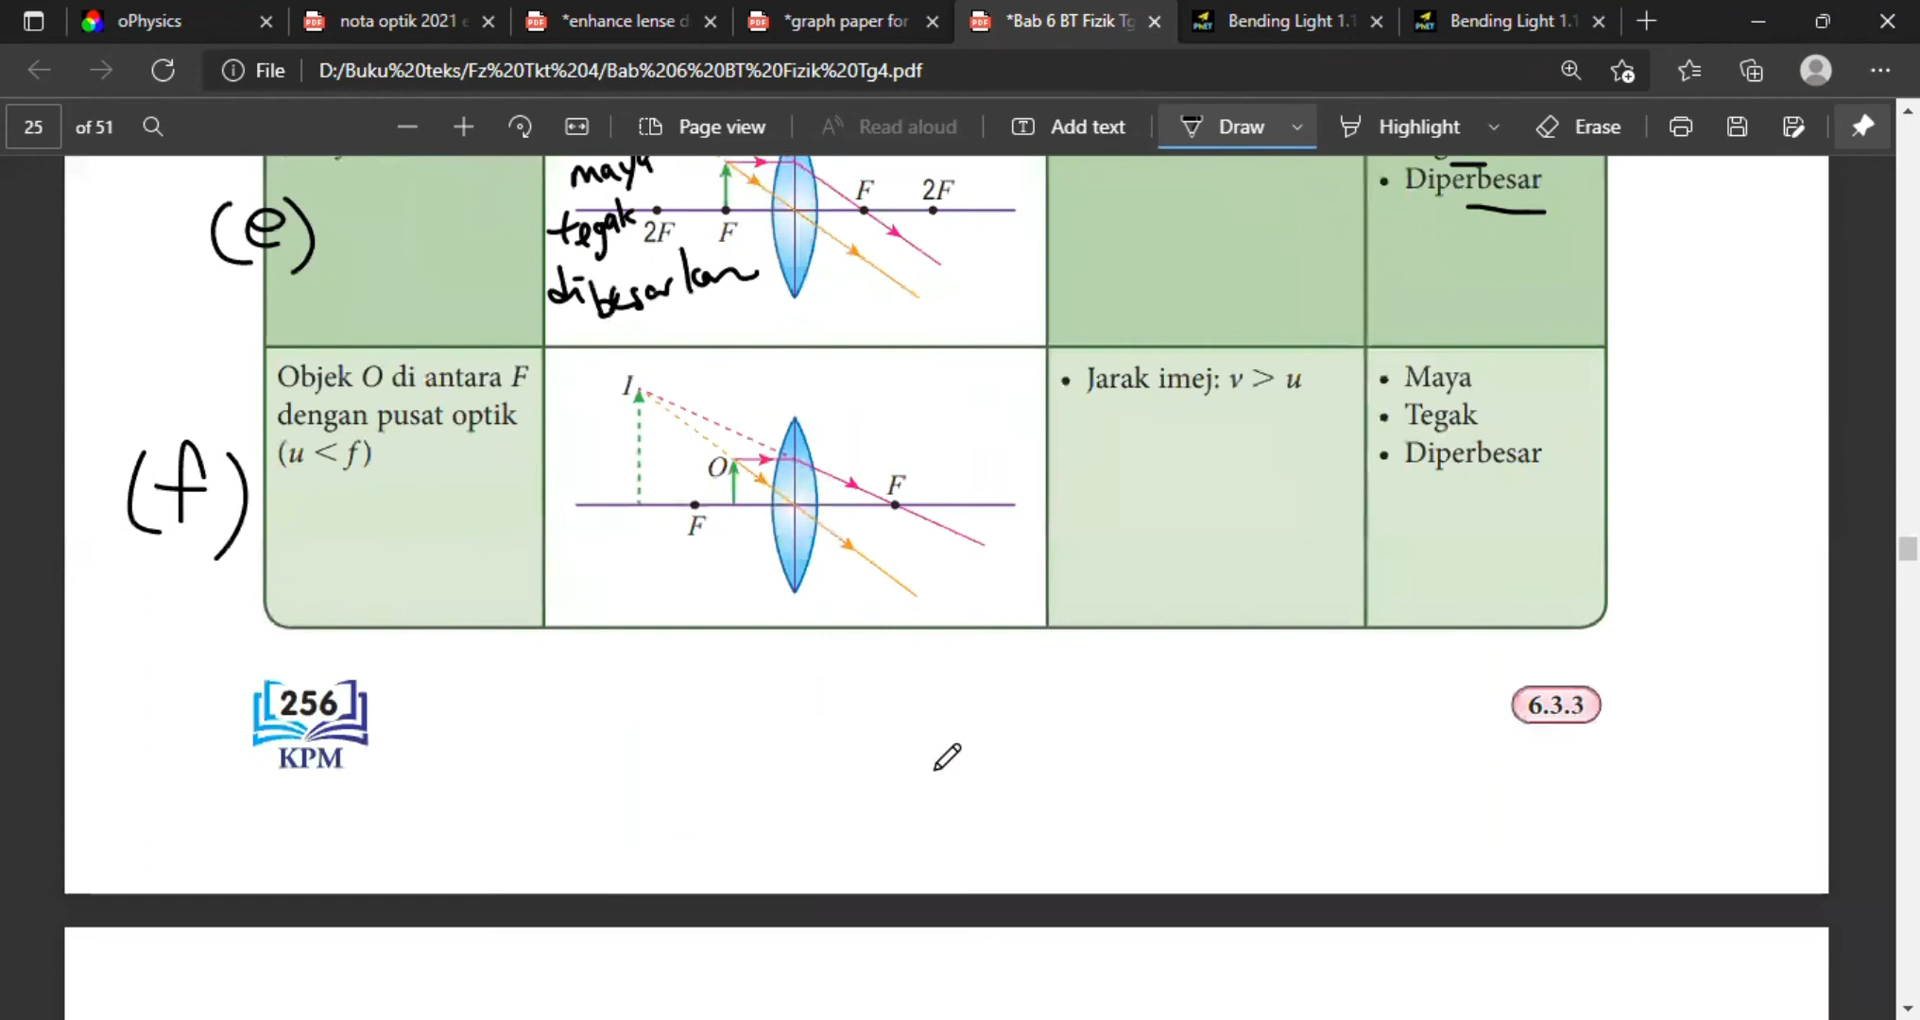 oPhysics
nota optik 2021
*enhance lense d
*graph paper for
*Bab 6 BT Fizik Tg
Bending Light 1.1
Bending Light 1.1
File
D:/Buku%20teks/Fz%20Tkt%204/Bab%206%20BT%20Fizik%20Tg4.pdf
25 of 51
Page view
Read aloud
Add text
Draw
Highlight
Erase
(e)
maya
tegak
dibesarkan
2F F F 2F
• Diperbesar
(f)
Objek O di antara F
dengan pusat optik
(u < f)
I
O
F
F
• Jarak imej: v > u
• Maya
• Tegak
• Diperbesar
256
KPM
6.3.3